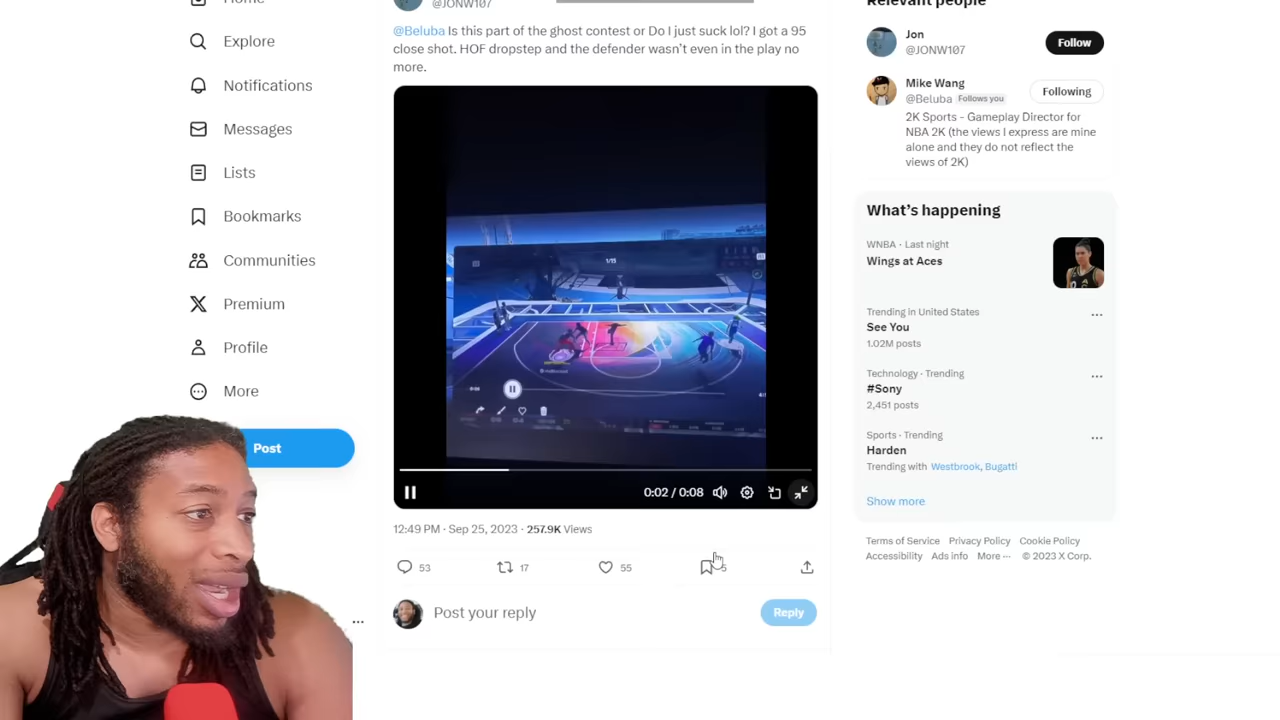 Home
@JONW107
Relevant people
@Beluba Is this part of the ghost contest or Do I just suck lol? I got a 95
close shot. HOF dropstep and the defender wasn't even in the play no
more.
Explore
Notifications
Messages
Lists
Bookmarks
Communities
Premium
Profile
More
Post
1/15
0:02 / 0:08
12:49 PM · Sep 25, 2023 · 257.9K Views
53
17
55
5
Post your reply
Reply
Jon
@JONW107
Follow
Mike Wang
@Beluba Follows you
Following
2K Sports - Gameplay Director for
NBA 2K (the views I express are mine
alone and they do not reflect the
views of 2K)
What's happening
WNBA · Last night
Wings at Aces
Trending in United States
See You
1.02M posts
Technology · Trending
#Sony
2,451 posts
Sports · Trending
Harden
Trending with Westbrook, Bugatti
Show more
Terms of Service Privacy Policy Cookie Policy
Accessibility Ads info More ··· © 2023 X Corp.